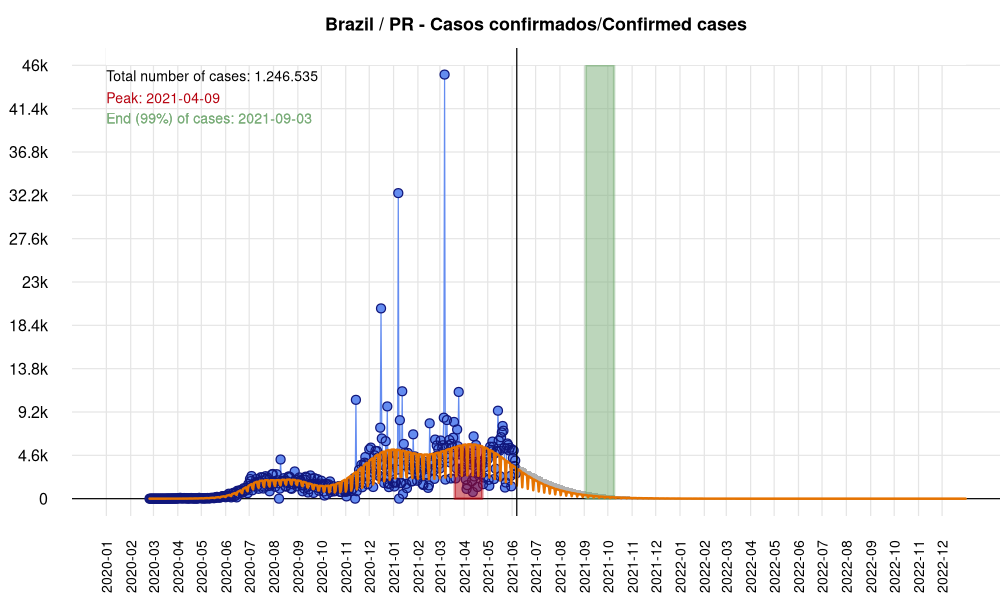 Brazil / PR - Casos confirmados/Confirmed cases
Total number of cases: 1.246.535
Peak: 2021-04-09
End (99%) of cases: 2021-09-03
46k
41.4k
36.8k
32.2k
27.6k
23k
18.4k
13.8k
9.2k
4.6k
0
2020-01
2020-02
2020-03
2020-04
2020-05
2020-06
2020-07
2020-08
2020-09
2020-10
2020-11
2020-12
2021-01
2021-02
2021-03
2021-04
2021-05
2021-06
2021-07
2021-08
2021-09
2021-10
2021-11
2021-12
2022-01
2022-02
2022-03
2022-04
2022-05
2022-06
2022-07
2022-08
2022-09
2022-10
2022-11
2022-12